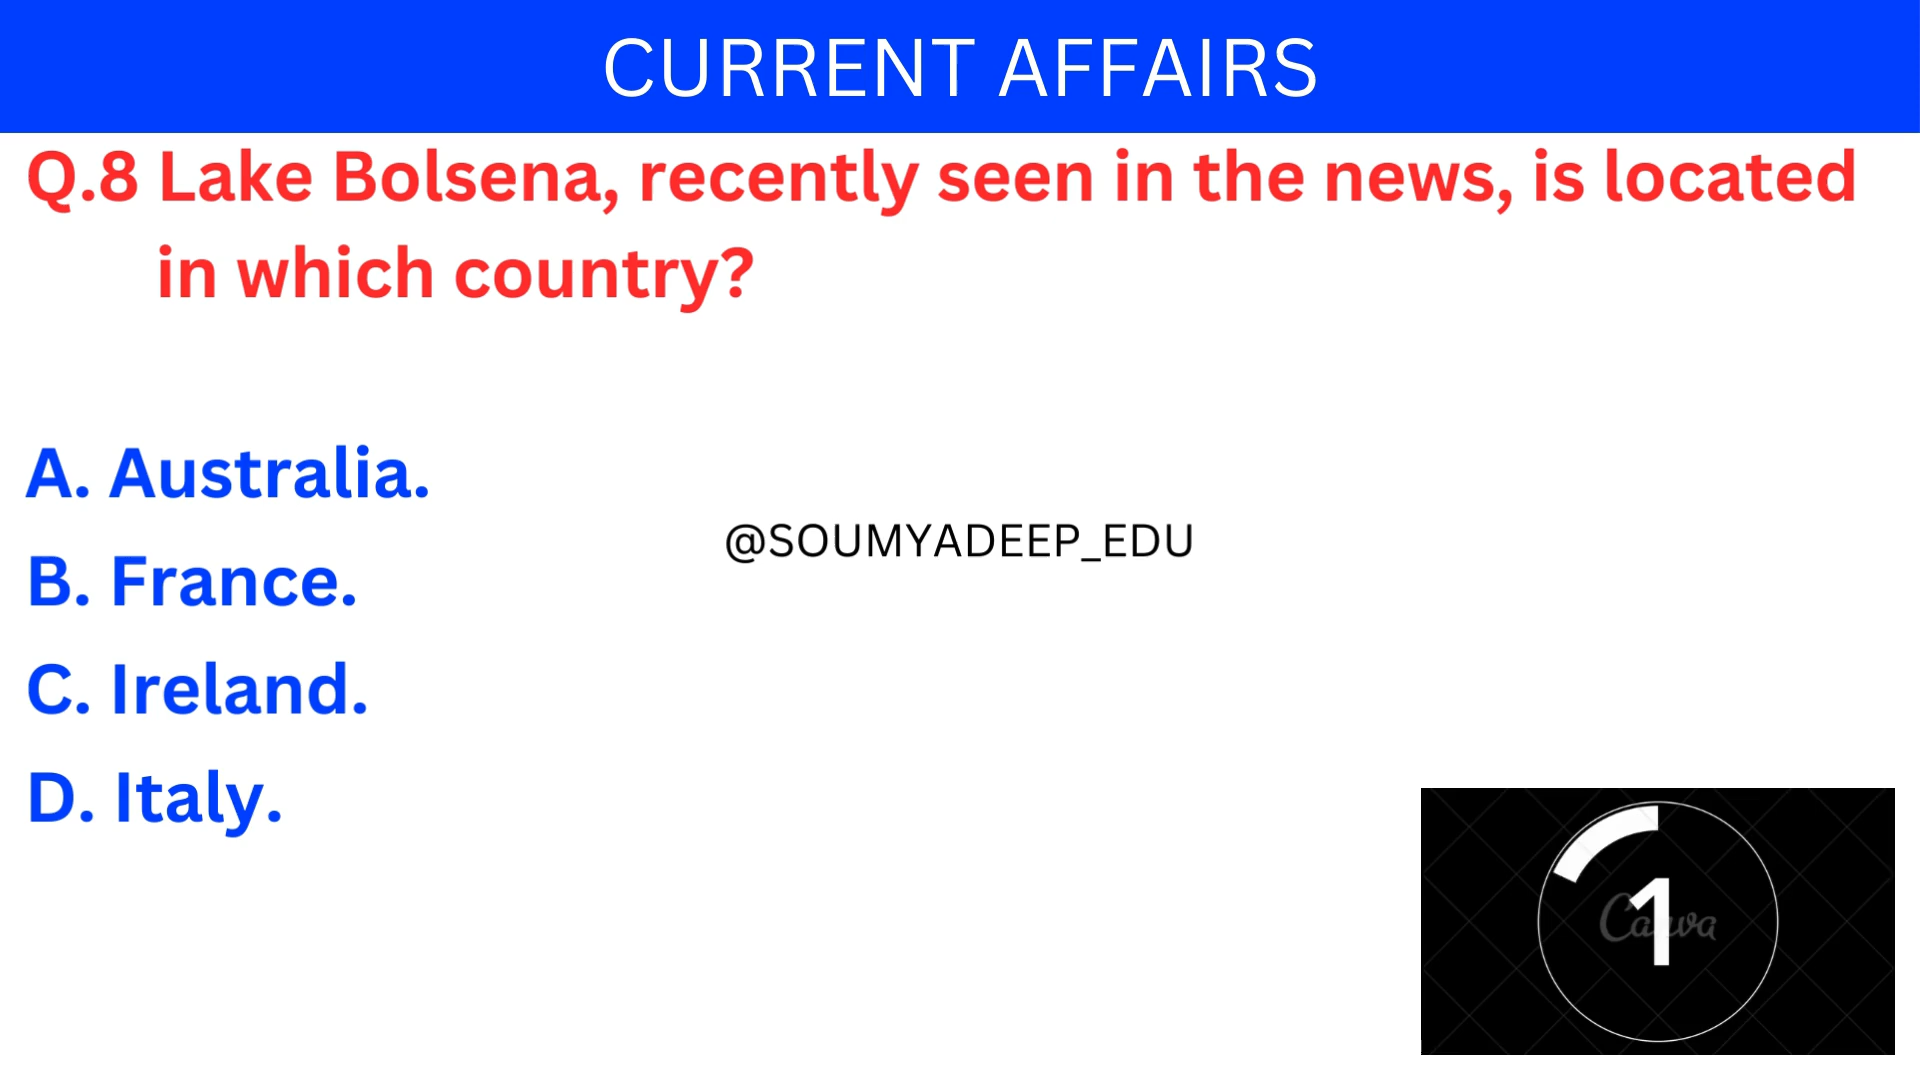 CURRENT AFFAIRS
Q.8 Lake Bolsena, recently seen in the news, is located
in which country?
A. Australia.
@SOUMYADEEP_EDU
B. France.
C. Ireland.
D. Italy.
1
Canva